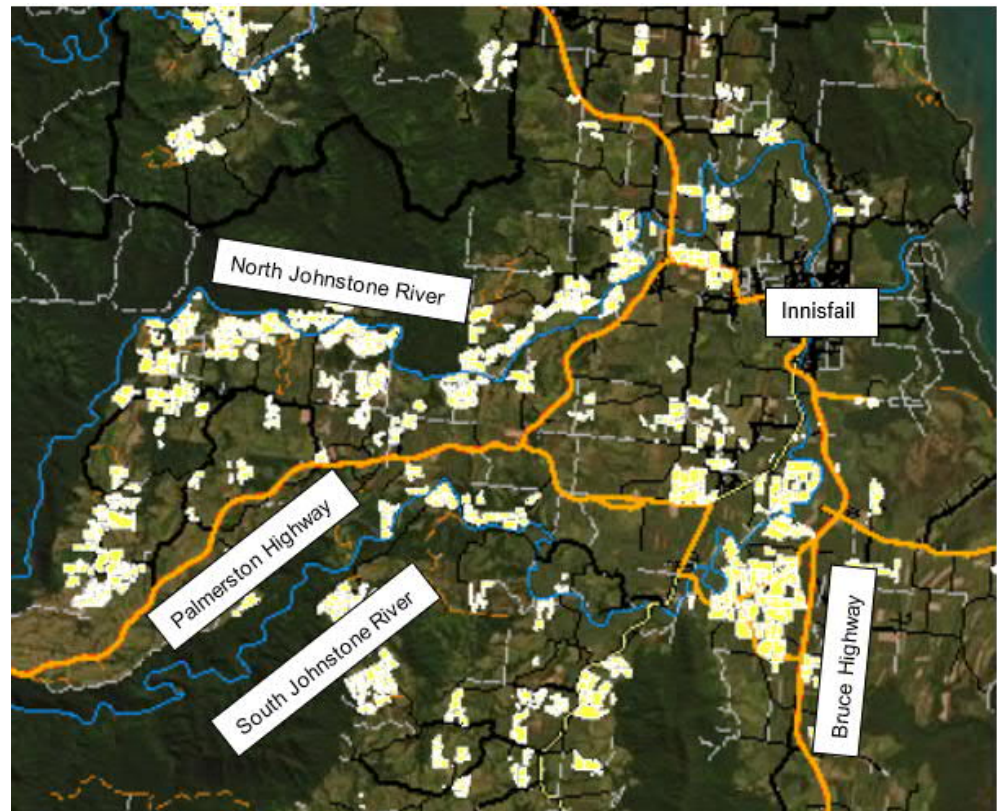 North Johnstone River
Innisfail
Palmerston Highway
South Johnstone River
Bruce Highway